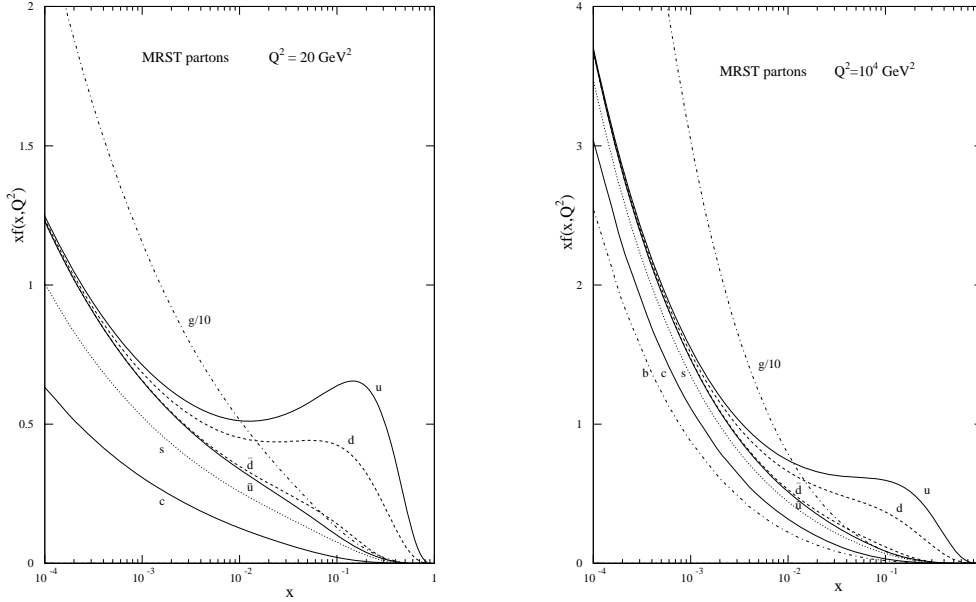 MRST partons Q² = 20 GeV²
xf(x,Q²)
2
1.5
1
0.5
0
g/10
u
d
d̄
ū
s
c
10⁻⁴ 10⁻³ 10⁻² 10⁻¹ 1
x
MRST partons Q²=10⁴ GeV²
xf(x,Q²)
4
3
2
1
0
g/10
b c s
u
d
d̄
ū
10⁻⁴ 10⁻³ 10⁻² 10⁻¹
x